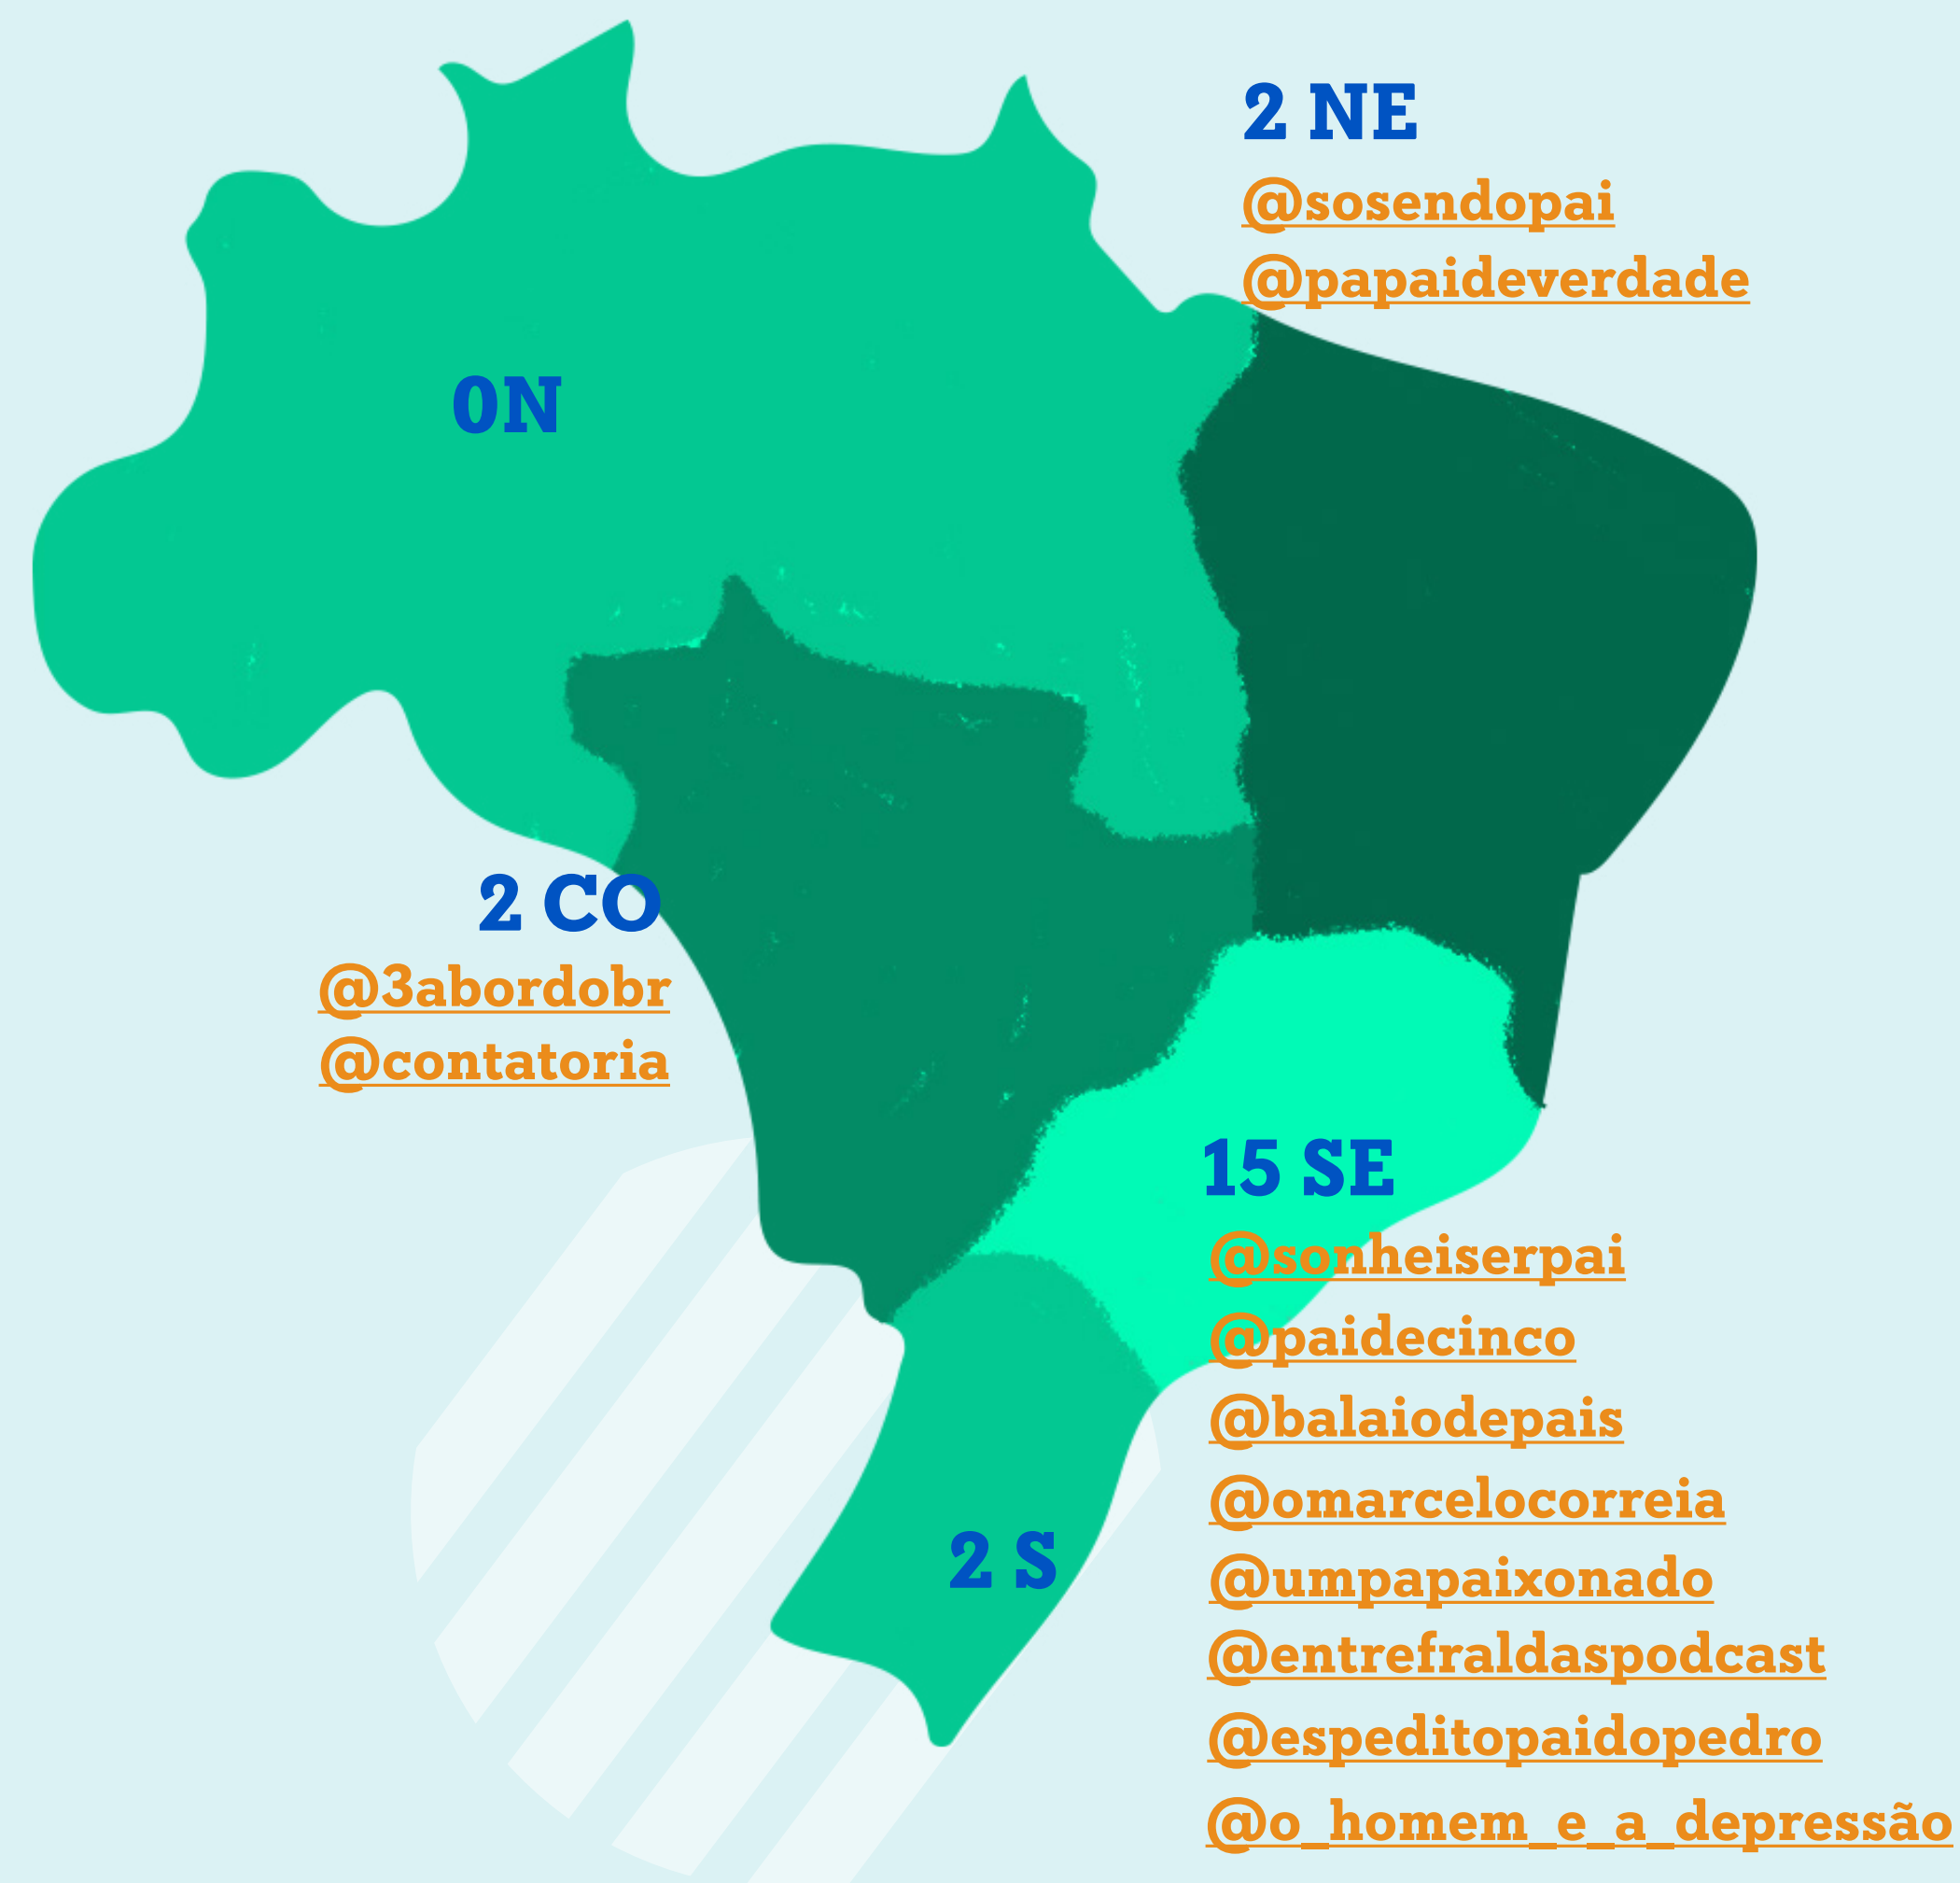 2 NE
@sosendopai
@papaideverdade
0N
2 CO
@3abordobr
@contatoria
15 SE
@sonheiserpai
@paidecinco
@balaiodepais
@omarcelocorreia
@umpapaixonado
@entrefraldaspodcast
@espeditopaidopedro
@o_homem_e_a_depressão
2 S